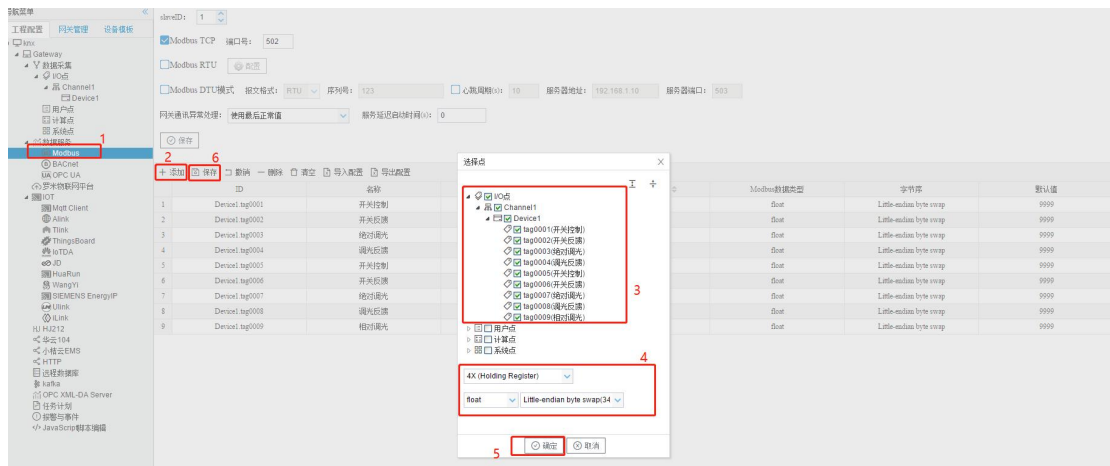 导航菜单
工程配置 网关管理 设备模板
knx
Gateway
数据采集
I/O点
Channel1
Device1
用户点
计算点
系统点
数据服务
1
Modbus
BACnet
OPC UA
罗米物联网平台
IOT
Mqtt Client
Alink
Tlink
ThingsBoard
IoTDA
JD
HuaRun
WangYi
SIEMENS EnergyIP
Ulink
iLink
HJ212
华云104
小桔云EMS
HTTP
远程数据库
kafka
OPC XML-DA Server
任务计划
报警与事件
JavaScript脚本编辑
slaveID: 1
Modbus TCP 端口号: 502
Modbus RTU 配置
Modbus DTU模式 报文格式: RTU 序列号: 123 心跳周期(s): 10 服务器地址: 192.168.1.10 服务器端口: 503
网关通讯异常处理: 使用最后正常值 服务延迟启动时间(s): 0
保存
2 6
添加 保存 撤销 删除 清空 导入配置 导出配置
ID 名称 Modbus数据类型 字节序 默认值
1 Device1.tag0001 开关控制 float Little-endian byte swap 9999
2 Device1.tag0002 开关反馈 float Little-endian byte swap 9999
3 Device1.tag0003 绝对调光 float Little-endian byte swap 9999
4 Device1.tag0004 调光反馈 float Little-endian byte swap 9999
5 Device1.tag0005 开关控制 float Little-endian byte swap 9999
6 Device1.tag0006 开关反馈 float Little-endian byte swap 9999
7 Device1.tag0007 绝对调光 float Little-endian byte swap 9999
8 Device1.tag0008 调光反馈 float Little-endian byte swap 9999
9 Device1.tag0009 相对调光 float Little-endian byte swap 9999
选择点
I/O点
Channel1
Device1
tag0001(开关控制)
tag0002(开关反馈)
tag0003(绝对调光)
tag0004(调光反馈)
tag0005(开关控制)
tag0006(开关反馈)
tag0007(绝对调光)
tag0008(调光反馈)
tag0009(相对调光)
3
用户点
计算点
系统点
4
4X (Holding Register)
float Little-endian byte swap(34
5
确定 取消